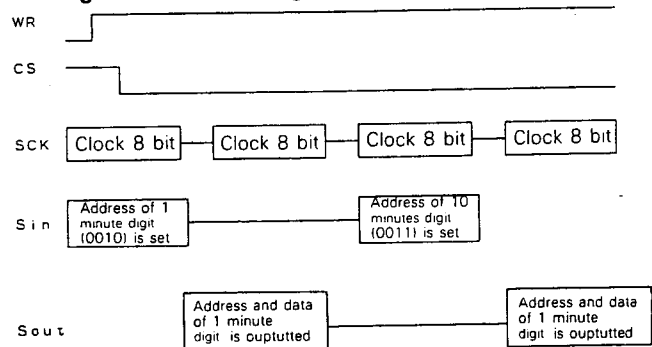 WR
CS
SCK Clock 8 bit Clock 8 bit Clock 8 bit Clock 8 bit
Sin
Address of 1
minute digit
(0010) is set
Address of 10
minutes digit
(0011) is set
Sout
Address and data
of 1 minute
digit is ouptutted
Address and data
of 1 minute
digit is ouptutted